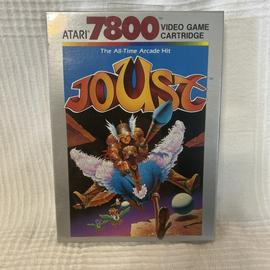 ATARI 7800 VIDEO GAME CARTRIDGE
The All-Time Arcade Hit
JOUST